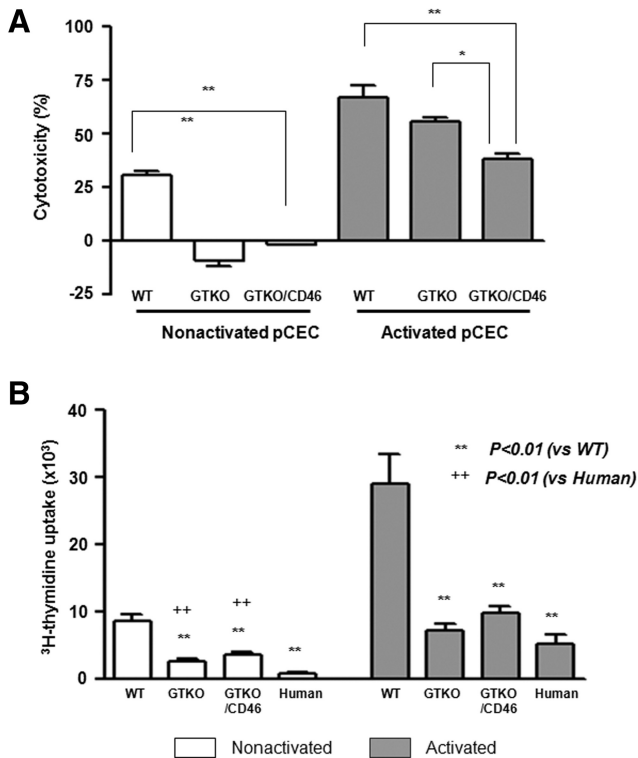 A
Cytotoxicity (%)
100
75
50
25
0
-25
**
**
**
*
WT GTKO GTKO/CD46 WT GTKO GTKO/CD46
Nonactivated pCEC Activated pCEC
B
³H-thymidine uptake (x10³)
40
30
20
10
0
** P<0.01 (vs WT)
++ P<0.01 (vs Human)
++ ++
** ** ** ** ** **
WT GTKO GTKO /CD46 Human WT GTKO GTKO /CD46 Human
Nonactivated Activated